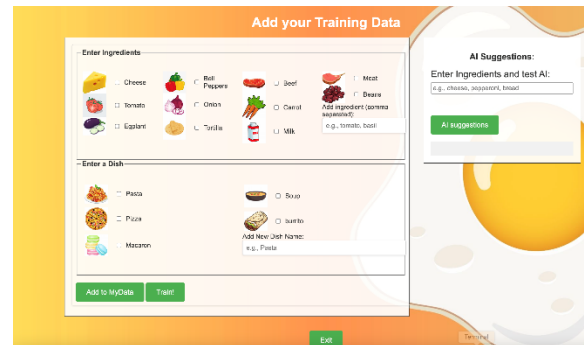 Add your Training Data
Enter Ingredients
Cheese
Bell
Peppers
Beef
Meat
Tomato
Onion
Carrot
Beans
Eggplant
Tortilla
Milk
Add ingredient (comma
seperated):
e.g., tomato, basil
Enter a Dish
Pasta
Soup
Pizza
burrito
Macaron
Add New Dish Name:
e.g., Pasta
Add to MyData
Train!
AI Suggestions:
Enter Ingredients and test AI:
e.g., cheese, pepperoni, bread
AI suggestions
Exit